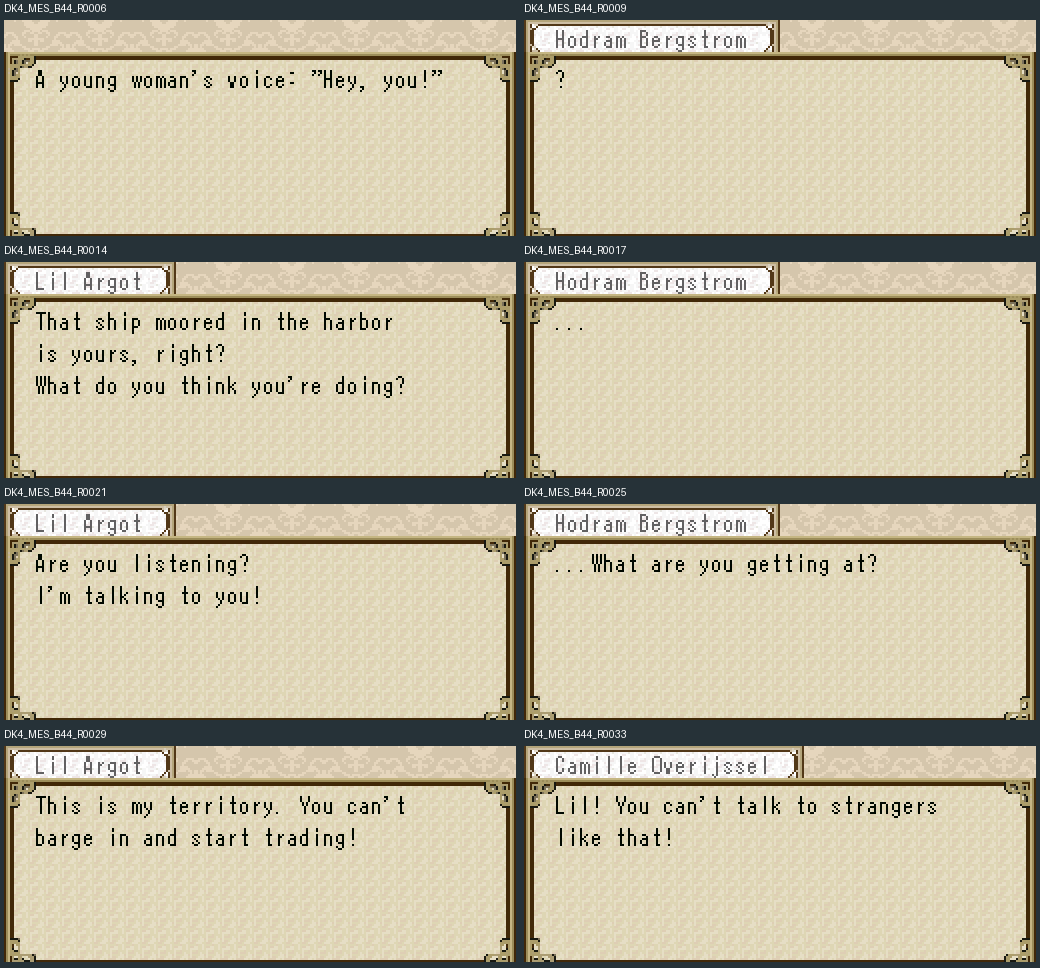 DK4_MES_B44_R0006
A young woman's voice: "Hey, you!"
DK4_MES_B44_R0009
Hodram Bergstrom
?
DK4_MES_B44_R0014
Lil Argot
That ship moored in the harbor
is yours, right?
What do you think you're doing?
DK4_MES_B44_R0017
Hodram Bergstrom
...
DK4_MES_B44_R0021
Lil Argot
Are you listening?
I'm talking to you!
DK4_MES_B44_R0025
Hodram Bergstrom
...What are you getting at?
DK4_MES_B44_R0029
Lil Argot
This is my territory. You can't
barge in and start trading!
DK4_MES_B44_R0033
Camille Overijssel
Lil! You can't talk to strangers
like that!